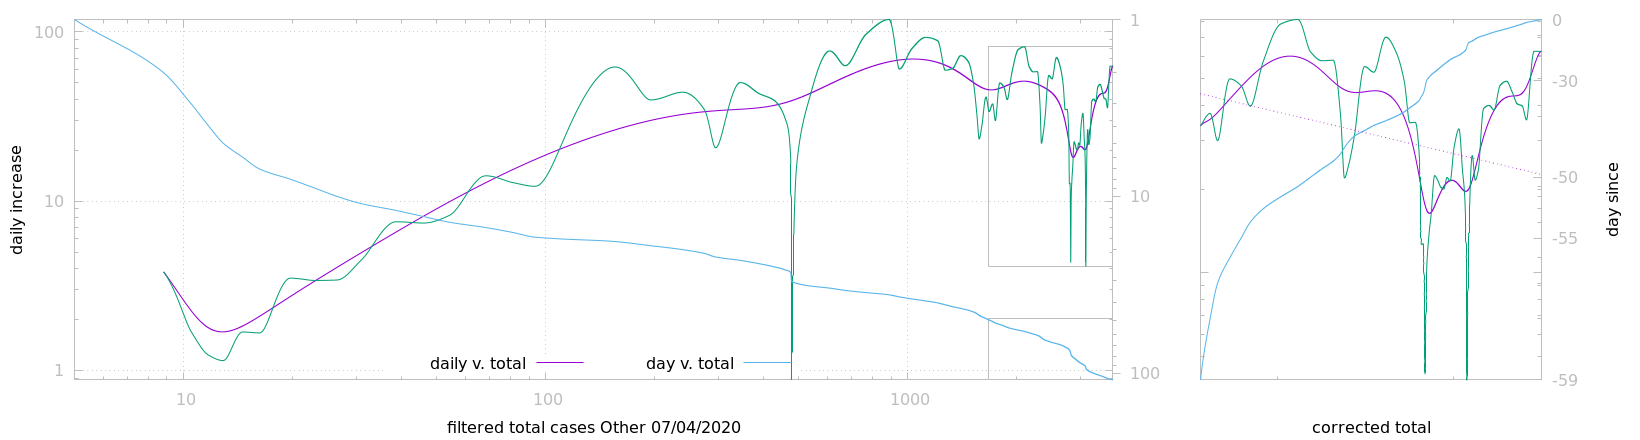 daily increase
100
10
1
10
100
1000
1
10
100
daily v. total
day v. total
filtered total cases Other 07/04/2020
0
-30
-50
-55
-59
day since
corrected total